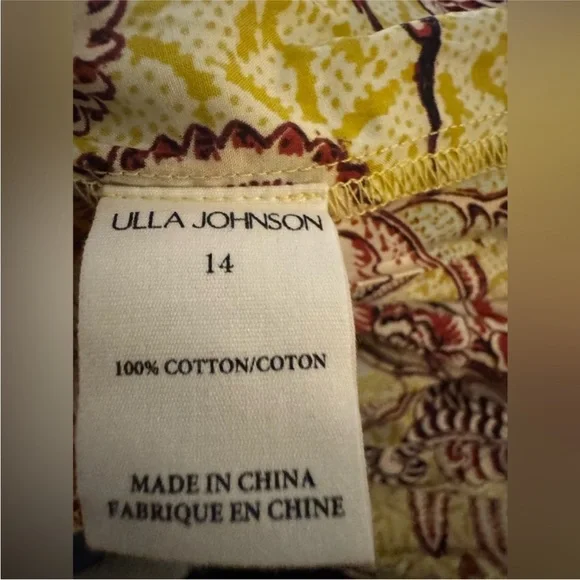 ULLA JOHNSON
14
100% COTTON/COTON
MADE IN CHINA
FABRIQUE EN CHINE